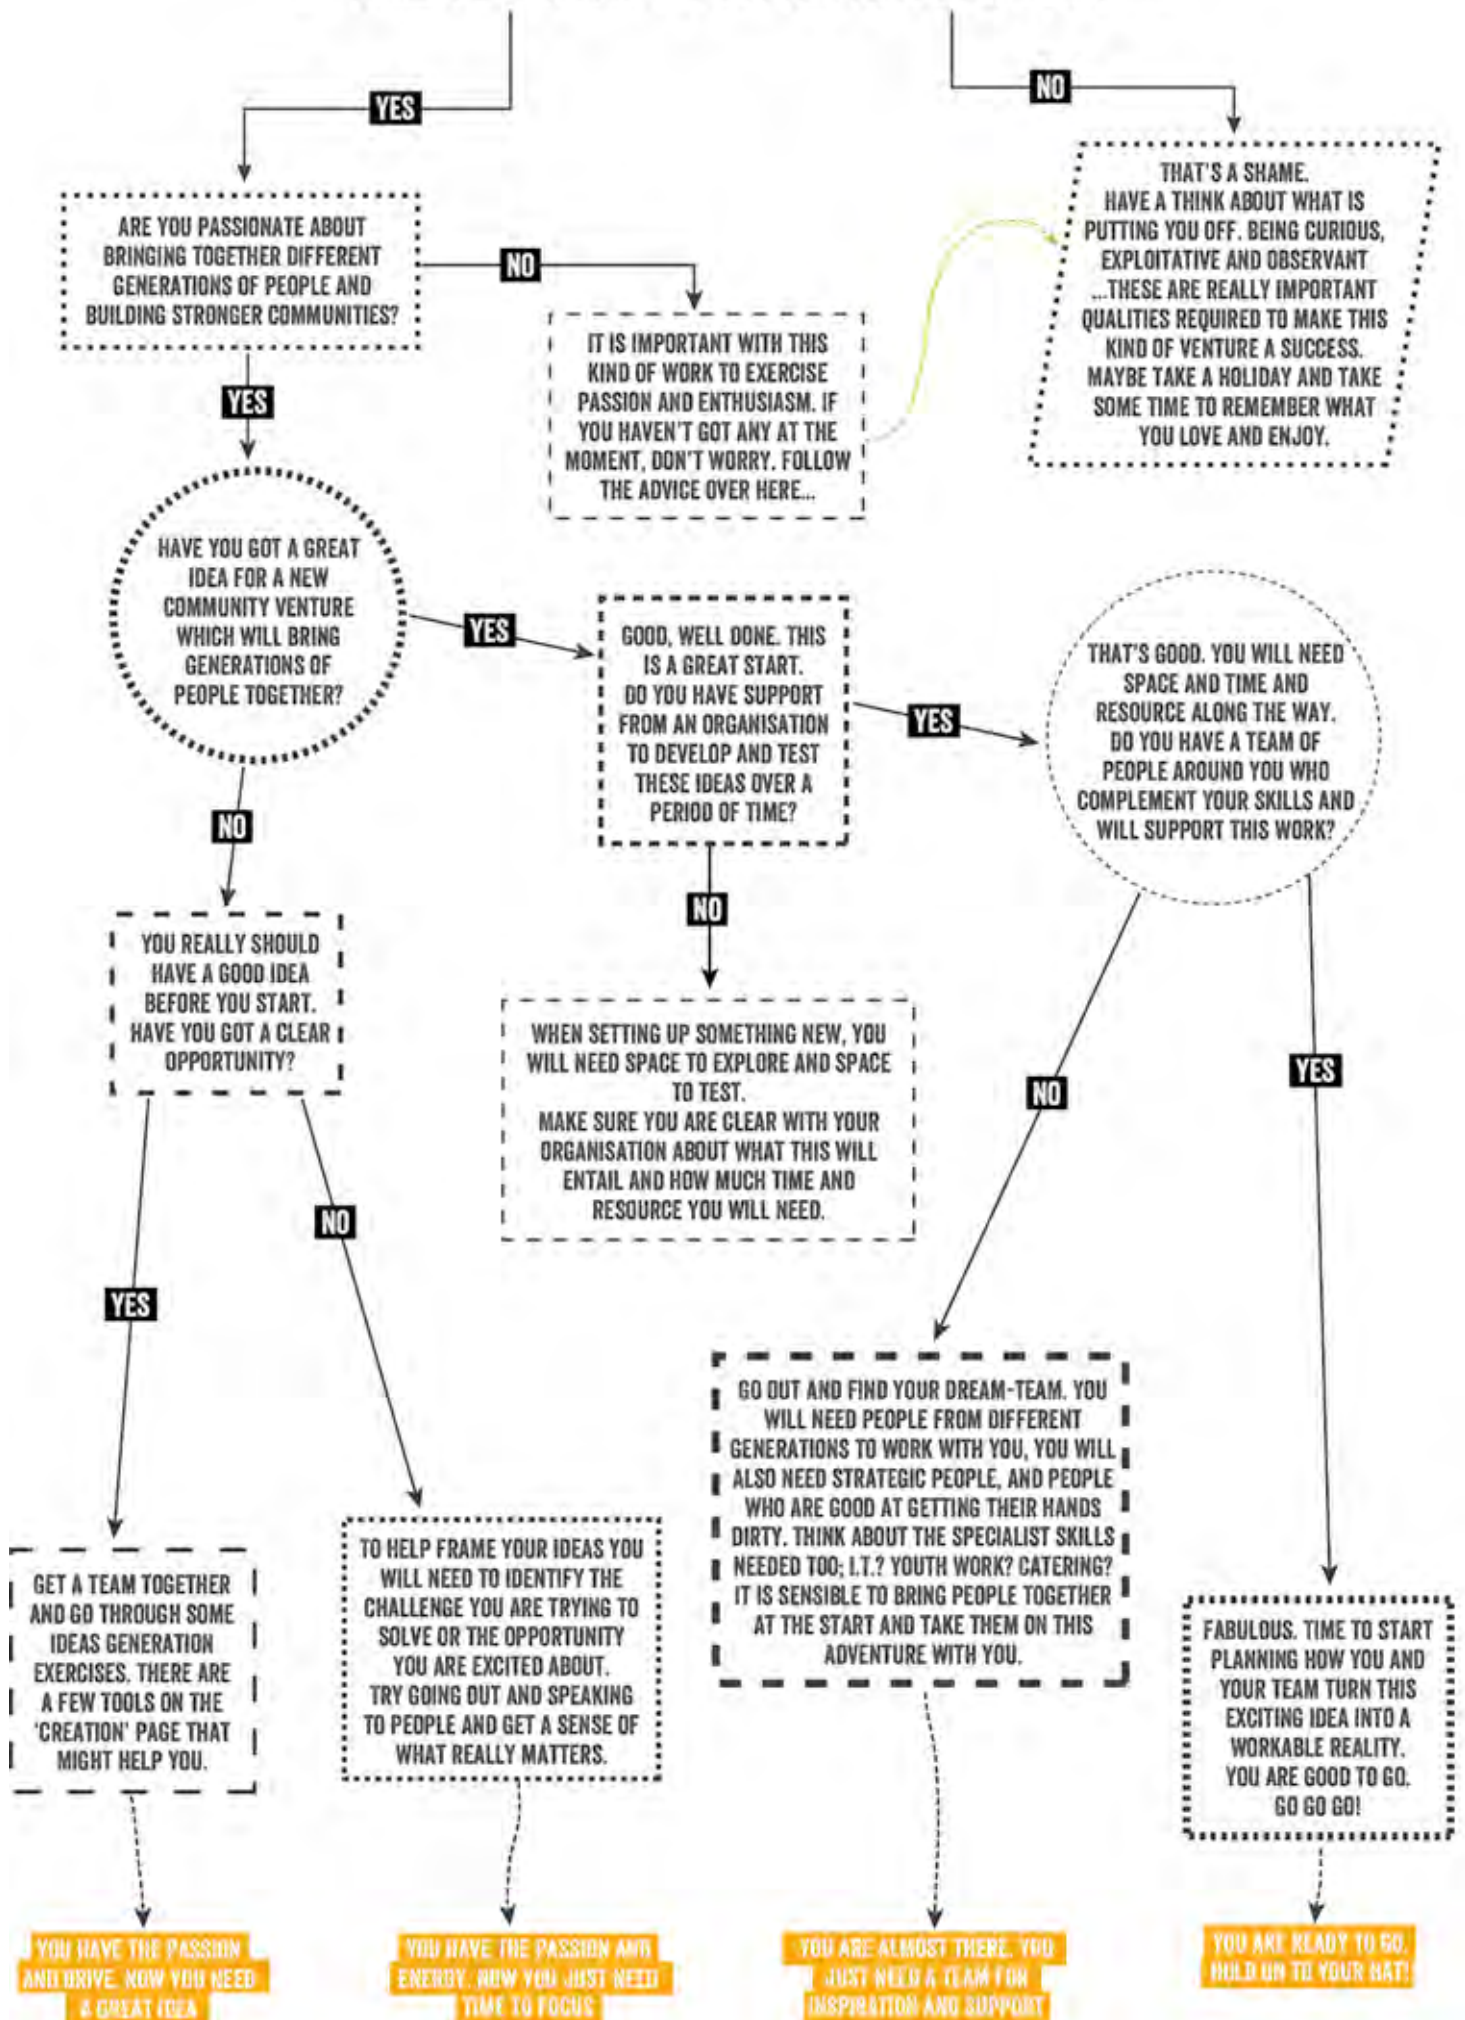 YES
NO
THAT'S A SHAME.
HAVE A THINK ABOUT WHAT IS
PUTTING YOU OFF. BEING CURIOUS,
EXPLOITATIVE AND OBSERVANT
...THESE ARE REALLY IMPORTANT
QUALITIES REQUIRED TO MAKE THIS
KIND OF VENTURE A SUCCESS.
MAYBE TAKE A HOLIDAY AND TAKE
SOME TIME TO REMEMBER WHAT
YOU LOVE AND ENJOY.
ARE YOU PASSIONATE ABOUT
BRINGING TOGETHER DIFFERENT
GENERATIONS OF PEOPLE AND
BUILDING STRONGER COMMUNITIES?
NO
IT IS IMPORTANT WITH THIS
KIND OF WORK TO EXERCISE
PASSION AND ENTHUSIASM. IF
YOU HAVEN'T GOT ANY AT THE
MOMENT, DON'T WORRY. FOLLOW
THE ADVICE OVER HERE...
YES
HAVE YOU GOT A GREAT
IDEA FOR A NEW
COMMUNITY VENTURE
WHICH WILL BRING
GENERATIONS OF
PEOPLE TOGETHER?
YES
GOOD, WELL DONE. THIS
IS A GREAT START.
DO YOU HAVE SUPPORT
FROM AN ORGANISATION
TO DEVELOP AND TEST
THESE IDEAS OVER A
PERIOD OF TIME?
YES
THAT'S GOOD. YOU WILL NEED
SPACE AND TIME AND
RESOURCE ALONG THE WAY.
DO YOU HAVE A TEAM OF
PEOPLE AROUND YOU WHO
COMPLEMENT YOUR SKILLS AND
WILL SUPPORT THIS WORK?
NO
YOU REALLY SHOULD
HAVE A GOOD IDEA
BEFORE YOU START.
HAVE YOU GOT A CLEAR
OPPORTUNITY?
NO
WHEN SETTING UP SOMETHING NEW, YOU
WILL NEED SPACE TO EXPLORE AND SPACE
TO TEST.
MAKE SURE YOU ARE CLEAR WITH YOUR
ORGANISATION ABOUT WHAT THIS WILL
ENTAIL AND HOW MUCH TIME AND
RESOURCE YOU WILL NEED.
NO
YES
NO
YES
GET A TEAM TOGETHER
AND GO THROUGH SOME
IDEAS GENERATION
EXERCISES. THERE ARE
A FEW TOOLS ON THE
'CREATION' PAGE THAT
MIGHT HELP YOU.
TO HELP FRAME YOUR IDEAS YOU
WILL NEED TO IDENTIFY THE
CHALLENGE YOU ARE TRYING TO
SOLVE OR THE OPPORTUNITY
YOU ARE EXCITED ABOUT.
TRY GOING OUT AND SPEAKING
TO PEOPLE AND GET A SENSE OF
WHAT REALLY MATTERS.
GO OUT AND FIND YOUR DREAM-TEAM. YOU
WILL NEED PEOPLE FROM DIFFERENT
GENERATIONS TO WORK WITH YOU, YOU WILL
ALSO NEED STRATEGIC PEOPLE, AND PEOPLE
WHO ARE GOOD AT GETTING THEIR HANDS
DIRTY. THINK ABOUT THE SPECIALIST SKILLS
NEEDED TOO; I.T.? YOUTH WORK? CATERING?
IT IS SENSIBLE TO BRING PEOPLE TOGETHER
AT THE START AND TAKE THEM ON THIS
ADVENTURE WITH YOU.
FABULOUS. TIME TO START
PLANNING HOW YOU AND
YOUR TEAM TURN THIS
EXCITING IDEA INTO A
WORKABLE REALITY.
YOU ARE GOOD TO GO.
GO GO GO!
YOU HAVE THE PASSION
AND DRIVE. NOW YOU NEED
A GREAT IDEA
YOU HAVE THE PASSION AND
ENERGY. NOW YOU JUST NEED
TIME TO FOCUS
YOU ARE ALMOST THERE. YOU
JUST NEED A TEAM FOR
INSPIRATION AND SUPPORT
YOU ARE READY TO GO.
HOLD ON TO YOUR HAT!